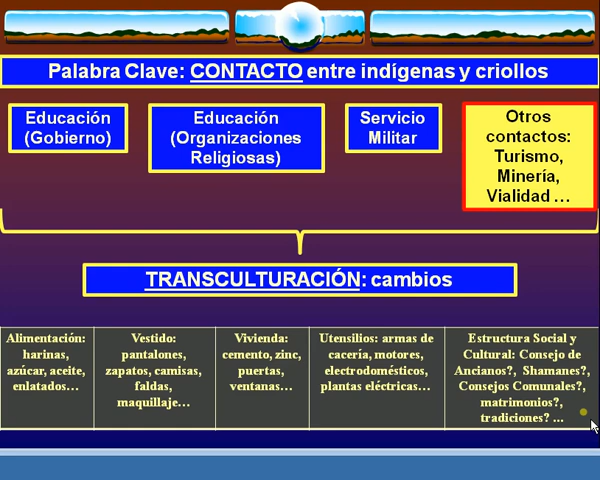 Palabra Clave: CONTACTO entre indígenas y criollos
Educación
(Gobierno)
Educación
(Organizaciones
Religiosas)
Servicio
Militar
Otros
contactos:
Turismo,
Minería,
Vialidad ...
TRANSCULTURACIÓN: cambios
Alimentación:
harinas,
azúcar, aceite,
enlatados...
Vestido:
pantalones,
zapatos, camisas,
faldas,
maquillaje...
Vivienda:
cemento, zinc,
puertas,
ventanas...
Utensilios: armas de
cacería, motores,
electrodomésticos,
plantas eléctricas...
Estructura Social y
Cultural: Consejo de
Ancianos?, Shamanes?,
Consejos Comunales?,
matrimonios?,
tradiciones? ...